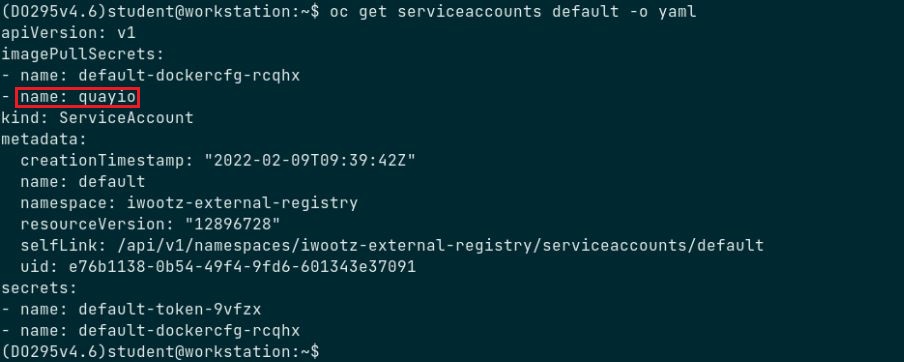 (DO295v4.6)student@workstation:~$ oc get serviceaccounts default -o yaml
apiVersion: v1
imagePullSecrets:
- name: default-dockercfg-rcqhx
- name: quayio
kind: ServiceAccount
metadata:
  creationTimestamp: "2022-02-09T09:39:42Z"
  name: default
  namespace: iwootz-external-registry
  resourceVersion: "12896728"
  selfLink: /api/v1/namespaces/iwootz-external-registry/serviceaccounts/default
  uid: e76b1138-0b54-49f4-9fd6-601343e37091
secrets:
- name: default-token-9vfzx
- name: default-dockercfg-rcqhx
(DO295v4.6)student@workstation:~$